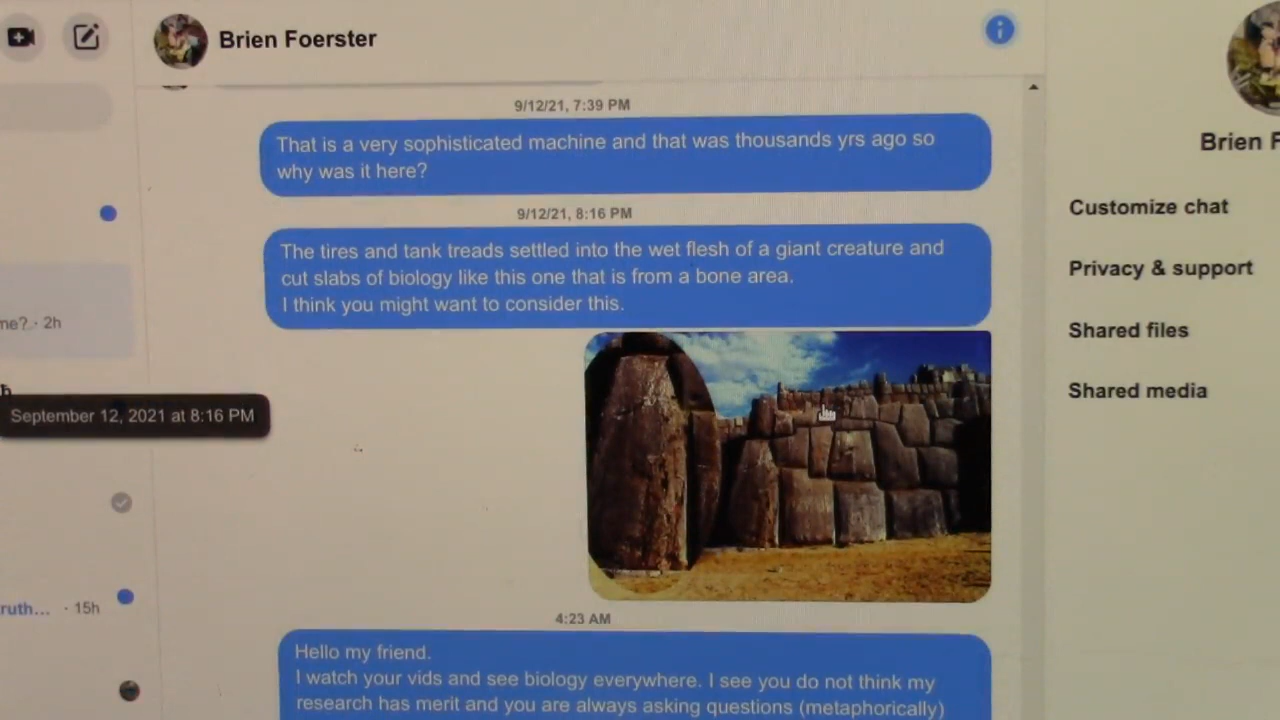 Brien Foerster
9/12/21, 7:39 PM
That is a very sophisticated machine and that was thousands yrs ago so
why was it here?
9/12/21, 8:16 PM
The tires and tank treads settled into the wet flesh of a giant creature and
cut slabs of biology like this one that is from a bone area.
I think you might want to consider this.
me? · 2h
September 12, 2021 at 8:16 PM
ruth... · 15h
4:23 AM
Hello my friend.
I watch your vids and see biology everywhere. I see you do not think my
research has merit and you are always asking questions (metaphorically)
Brien F
Customize chat
Privacy & support
Shared files
Shared media